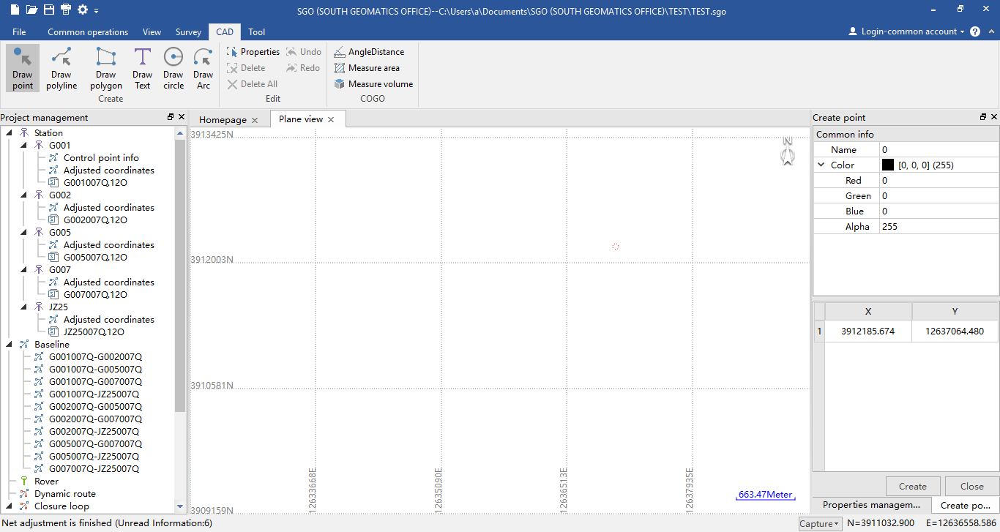 SGO (SOUTH GEOMATICS OFFICE)--C:\Users\a\Documents\SGO (SOUTH GEOMATICS OFFICE)\TEST\TEST.sgo
File Common operations View Survey CAD Tool Login-common account
Draw point
Draw polyline
Draw polygon
Draw Text
Draw circle
Draw Arc
Create
Properties Undo
Delete Redo
Delete All
Edit
AngleDistance
Measure area
Measure volume
COGO
Project management
Station
G001
Control point info
Adjusted coordinates
G001007Q.12O
G002
Adjusted coordinates
G002007Q.12O
G005
Adjusted coordinates
G005007Q.12O
G007
Adjusted coordinates
G007007Q.12O
JZ25
Adjusted coordinates
JZ25007Q.12O
Baseline
G001007Q-G002007Q
G001007Q-G005007Q
G001007Q-G007007Q
G001007Q-JZ25007Q
G002007Q-G005007Q
G002007Q-G007007Q
G002007Q-JZ25007Q
G005007Q-G007007Q
G005007Q-JZ25007Q
G007007Q-JZ25007Q
Rover
Dynamic route
Closure loop
Homepage Plane view
3913425N
N
3912003N
3910581N
3909159N
12633668E
12635090E
12636513E
12637935E
663.47Meter
Create point
Common info
Name 0
Color [0, 0, 0] (255)
Red 0
Green 0
Blue 0
Alpha 255
X Y
1 3912185.674 12637064.480
Create Close
Properties managem... Create po...
Net adjustment is finished (Unread Information:6)
Capture N=3911032.900 E=12636558.586